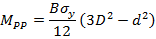 M_PP = Bσ_y/12 (3D² − d²)